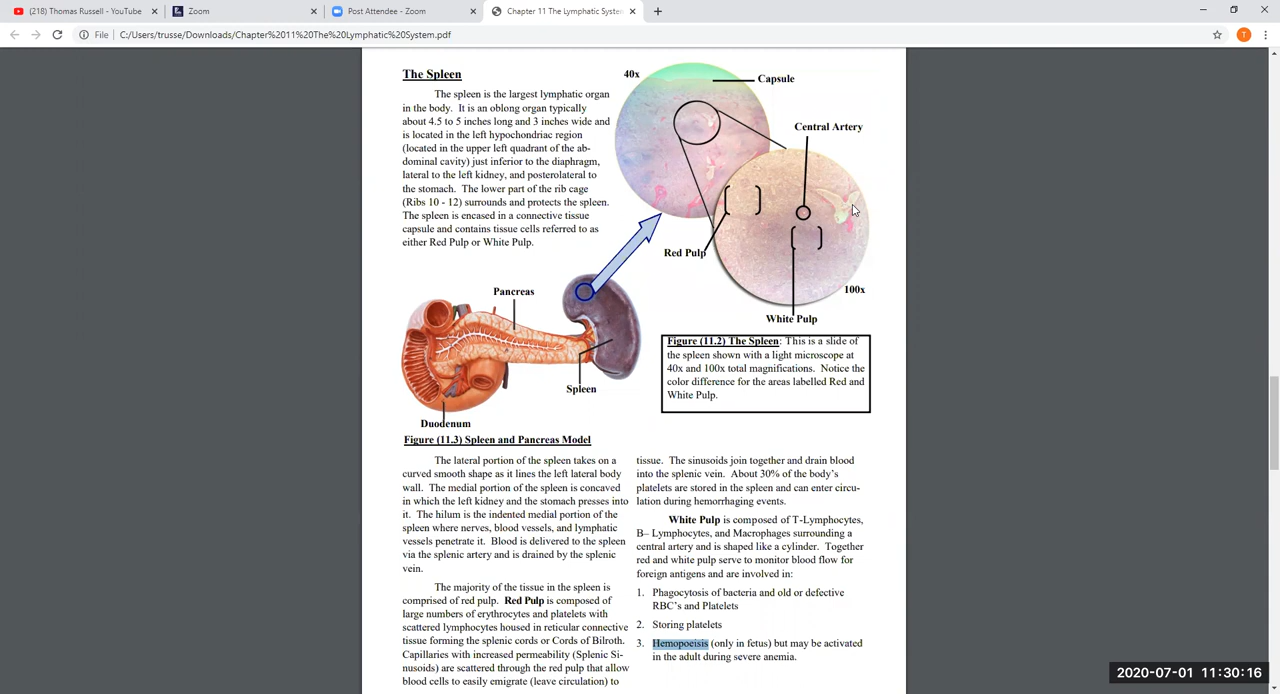 (218) Thomas Russell - YouTube
Zoom
Post Attendee - Zoom
Chapter 11 The Lymphatic System
File
C:/Users/trusse/Downloads/Chapter%2011%20The%20Lymphatic%20System.pdf
T
The Spleen
The spleen is the largest lymphatic organ
in the body. It is an oblong organ typically
about 4.5 to 5 inches long and 3 inches wide and
is located in the left hypochondriac region
(located in the upper left quadrant of the ab-
dominal cavity) just inferior to the diaphragm,
lateral to the left kidney, and posterolateral to
the stomach. The lower part of the rib cage
(Ribs 10 - 12) surrounds and protects the spleen.
The spleen is encased in a connective tissue
capsule and contains tissue cells referred to as
either Red Pulp or White Pulp.
40x
Capsule
Central Artery
Red Pulp
100x
White Pulp
Pancreas
Spleen
Duodenum
Figure (11.2) The Spleen: This is a slide of
the spleen shown with a light microscope at
40x and 100x total magnifications. Notice the
color difference for the areas labelled Red and
White Pulp.
Figure (11.3) Spleen and Pancreas Model
The lateral portion of the spleen takes on a
curved smooth shape as it lines the left lateral body
wall. The medial portion of the spleen is concaved
in which the left kidney and the stomach presses into
it. The hilum is the indented medial portion of the
spleen where nerves, blood vessels, and lymphatic
vessels penetrate it. Blood is delivered to the spleen
via the splenic artery and is drained by the splenic
vein.
The majority of the tissue in the spleen is
comprised of red pulp. Red Pulp is composed of
large numbers of erythrocytes and platelets with
scattered lymphocytes housed in reticular connective
tissue forming the splenic cords or Cords of Bilroth.
Capillaries with increased permeability (Splenic Si-
nusoids) are scattered through the red pulp that allow
blood cells to easily emigrate (leave circulation) to
tissue. The sinusoids join together and drain blood
into the splenic vein. About 30% of the body's
platelets are stored in the spleen and can enter circu-
lation during hemorrhaging events.
White Pulp is composed of T-Lymphocytes,
B– Lymphocytes, and Macrophages surrounding a
central artery and is shaped like a cylinder. Together
red and white pulp serve to monitor blood flow for
foreign antigens and are involved in:
1. Phagocytosis of bacteria and old or defective
RBC's and Platelets
2. Storing platelets
3. Hemopoeisis (only in fetus) but may be activated
in the adult during severe anemia.
2020-07-01 11:30:16